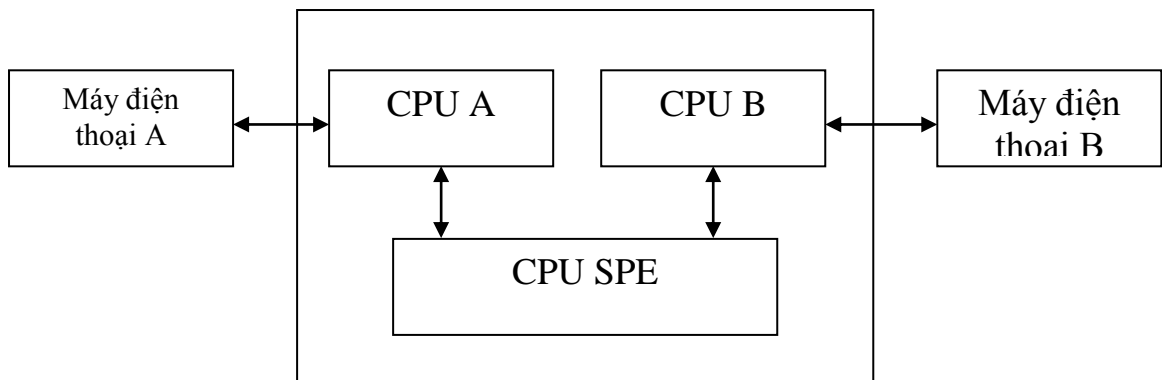 Máy điện
thoại A
CPU A
CPU B
Máy điện
thoại B
CPU SPE